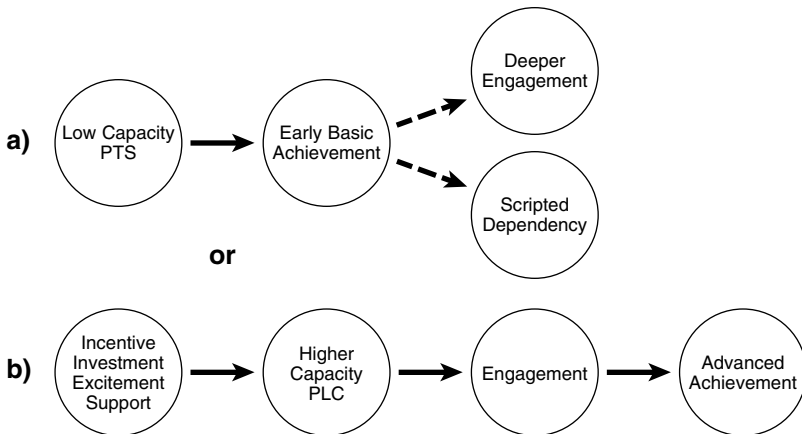 a)
Low Capacity
PTS
Early Basic
Achievement
Deeper
Engagement
Scripted
Dependency
or
b)
Incentive
Investment
Excitement
Support
Higher
Capacity
PLC
Engagement
Advanced
Achievement